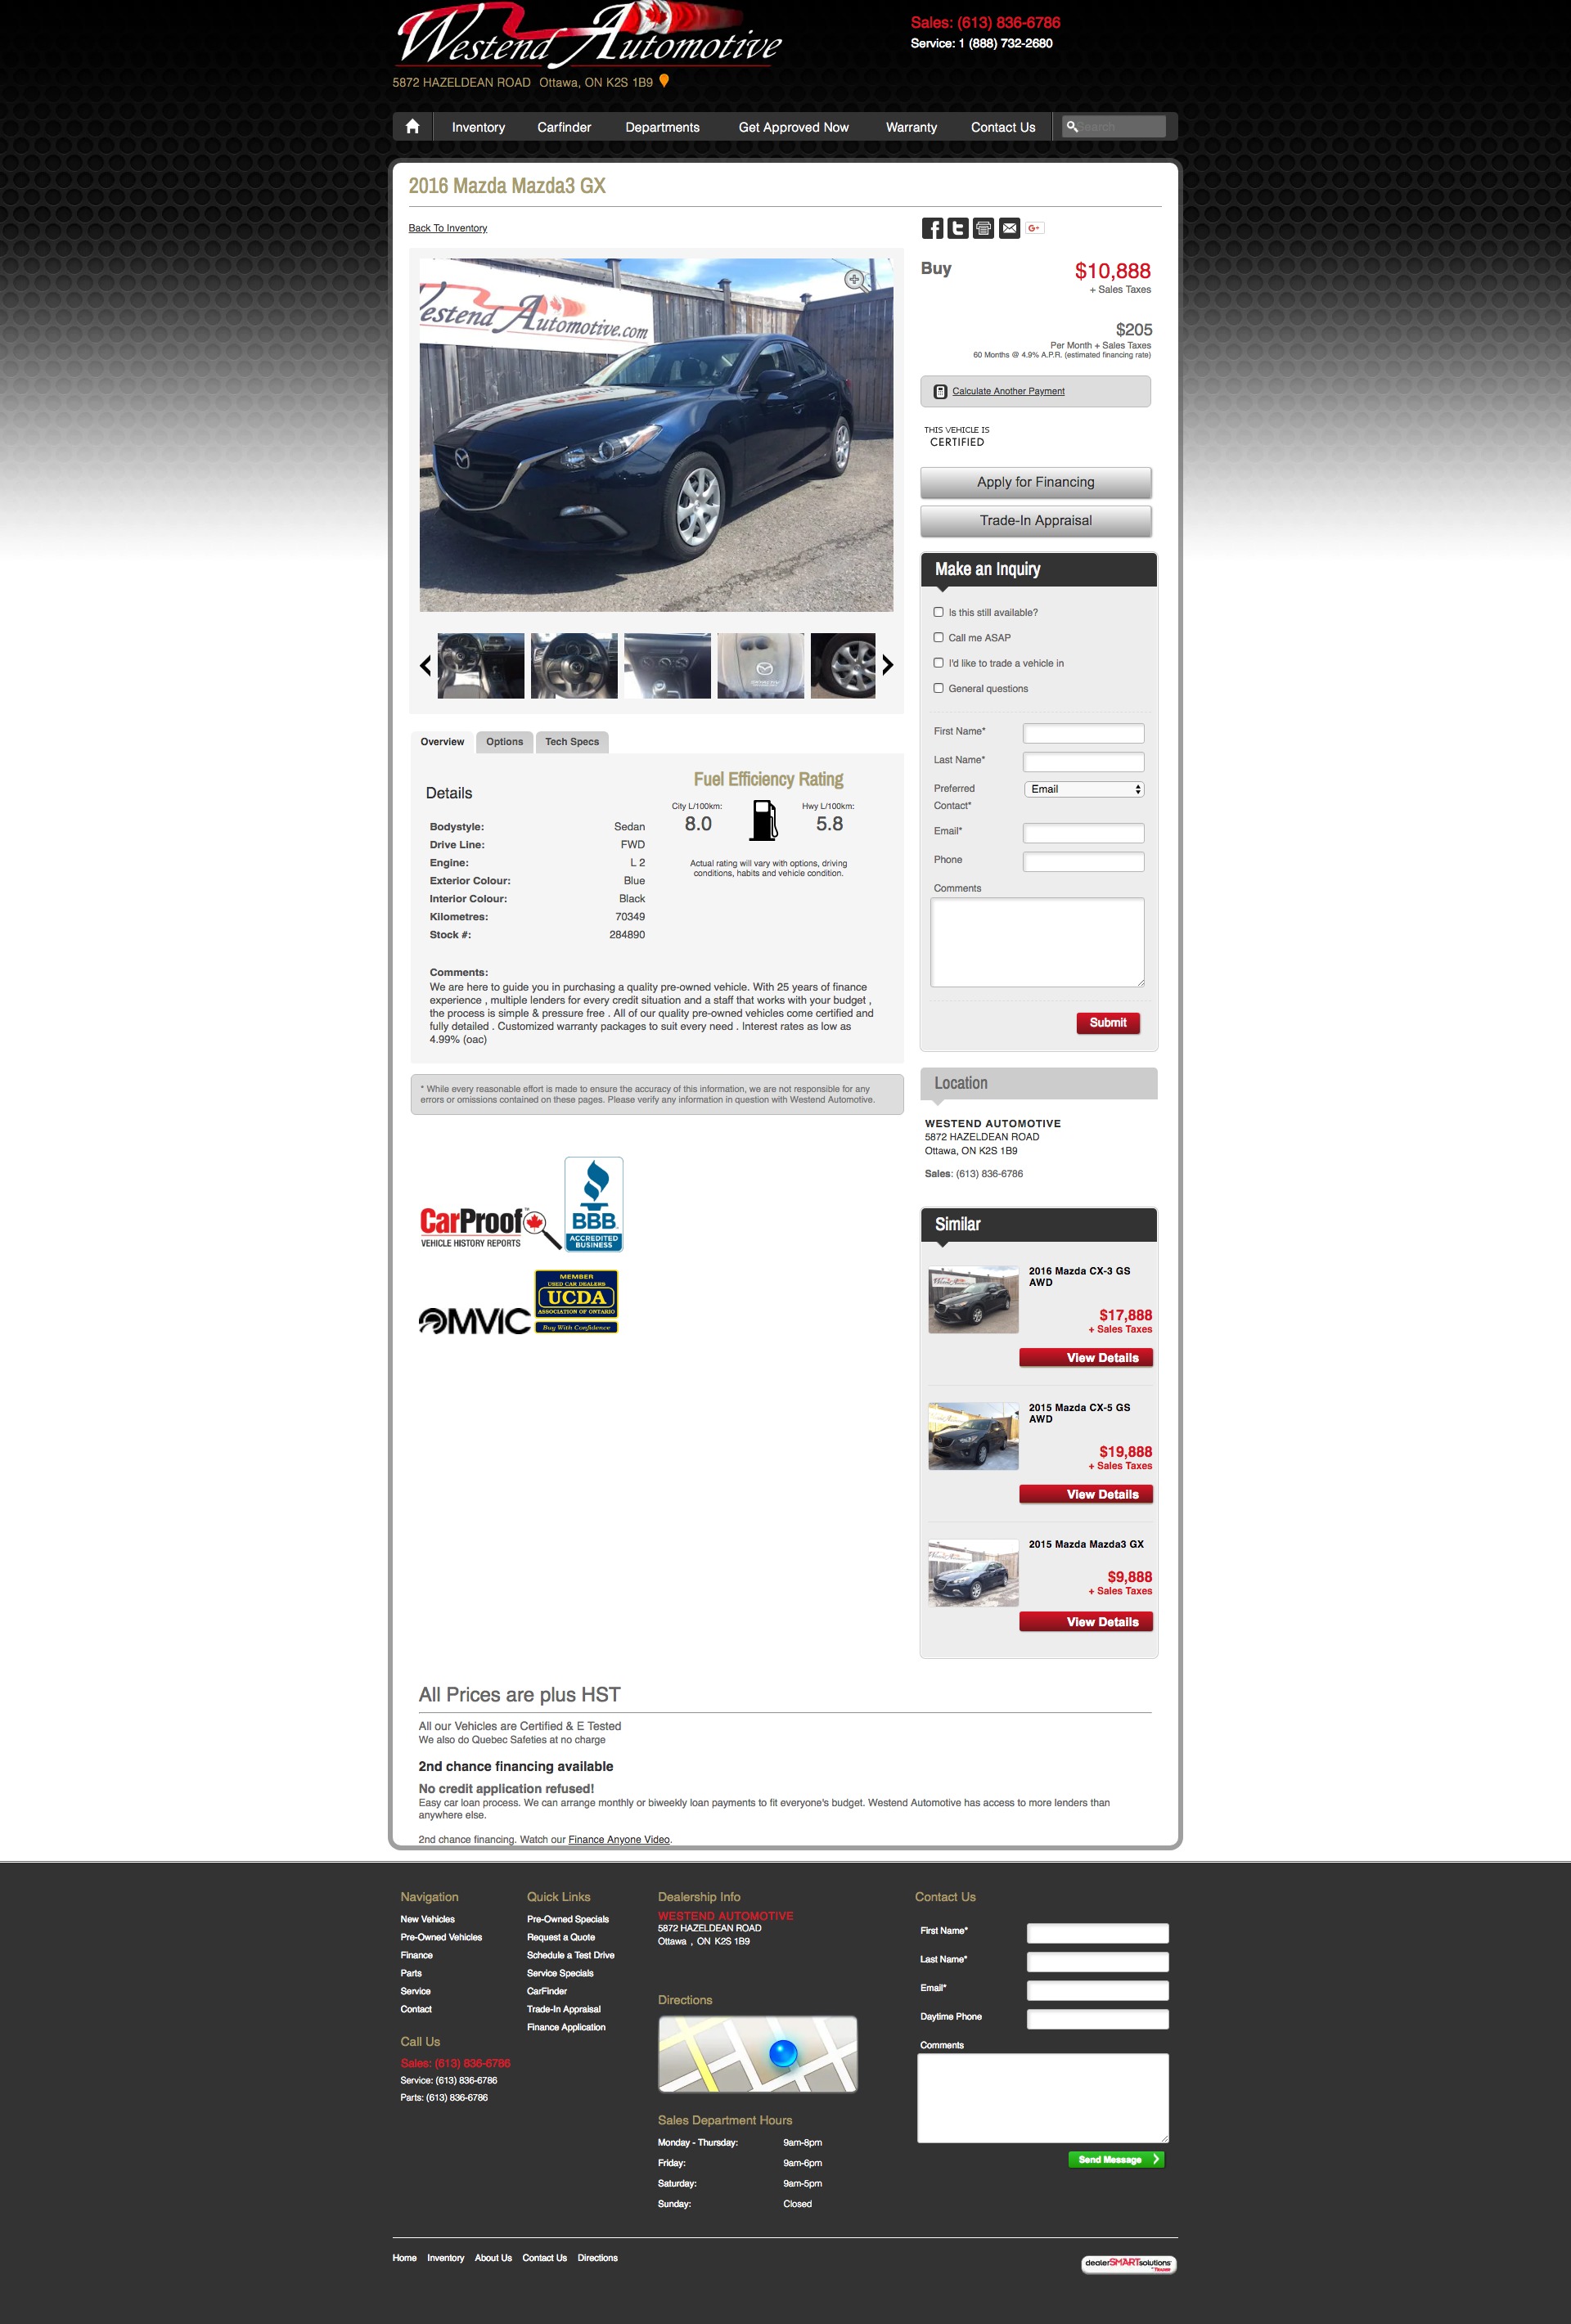 Westend Automotive
Sales: (613) 836-6786
Service: 1 (888) 732-2680
5872 HAZELDEAN ROAD Ottawa, ON K2S 1B9
Inventory Carfinder Departments Get Approved Now Warranty Contact Us Search
2016 Mazda Mazda3 GX
Back To Inventory
G+
estend Automotive.com
Buy $10,888
+ Sales Taxes
$205
Per Month + Sales Taxes
60 Months @ 4.9% A.P.R. (estimated financing rate)
Calculate Another Payment
THIS VEHICLE IS
CERTIFIED
Apply for Financing
Trade-In Appraisal
Make an Inquiry
Is this still available?
Call me ASAP
I'd like to trade a vehicle in
General questions
First Name*
Last Name*
Preferred Contact* Email
Email*
Phone
Comments
Submit
Overview Options Tech Specs
Details
Bodystyle: Sedan
Drive Line: FWD
Engine: L 2
Exterior Colour: Blue
Interior Colour: Black
Kilometres: 70349
Stock #: 284890
Fuel Efficiency Rating
City L/100km: Hwy L/100km:
8.0 5.8
Actual rating will vary with options, driving
conditions, habits and vehicle condition.
Comments:
We are here to guide you in purchasing a quality pre-owned vehicle. With 25 years of finance
experience , multiple lenders for every credit situation and a staff that works with your budget ,
the process is simple & pressure free . All of our quality pre-owned vehicles come certified and
fully detailed . Customized warranty packages to suit every need . Interest rates as low as
4.99% (oac)
* While every reasonable effort is made to ensure the accuracy of this information, we are not responsible for any
errors or omissions contained on these pages. Please verify any information in question with Westend Automotive.
Location
WESTEND AUTOMOTIVE
5872 HAZELDEAN ROAD
Ottawa, ON K2S 1B9
Sales: (613) 836-6786
CarProof
VEHICLE HISTORY REPORTS
BBB
ACCREDITED
BUSINESS
OMVIC
MEMBER
USED CAR DEALERS
UCDA
ASSOCIATION OF ONTARIO
Buy With Confidence
Similar
2016 Mazda CX-3 GS
AWD
$17,888
+ Sales Taxes
View Details
2015 Mazda CX-5 GS
AWD
$19,888
+ Sales Taxes
View Details
2015 Mazda Mazda3 GX
$9,888
+ Sales Taxes
View Details
All Prices are plus HST
All our Vehicles are Certified & E Tested
We also do Quebec Safeties at no charge
2nd chance financing available
No credit application refused!
Easy car loan process. We can arrange monthly or biweekly loan payments to fit everyone's budget. Westend Automotive has access to more lenders than
anywhere else.
2nd chance financing. Watch our Finance Anyone Video.
Navigation
New Vehicles
Pre-Owned Vehicles
Finance
Parts
Service
Contact
Call Us
Sales: (613) 836-6786
Service: (613) 836-6786
Parts: (613) 836-6786
Quick Links
Pre-Owned Specials
Request a Quote
Schedule a Test Drive
Service Specials
CarFinder
Trade-In Appraisal
Finance Application
Dealership Info
WESTEND AUTOMOTIVE
5872 HAZELDEAN ROAD
Ottawa , ON K2S 1B9
Directions
Sales Department Hours
Monday - Thursday: 9am-8pm
Friday: 9am-6pm
Saturday: 9am-5pm
Sunday: Closed
Contact Us
First Name*
Last Name*
Email*
Daytime Phone
Comments
Send Message
Home Inventory About Us Contact Us Directions
dealerSMARTsolutions